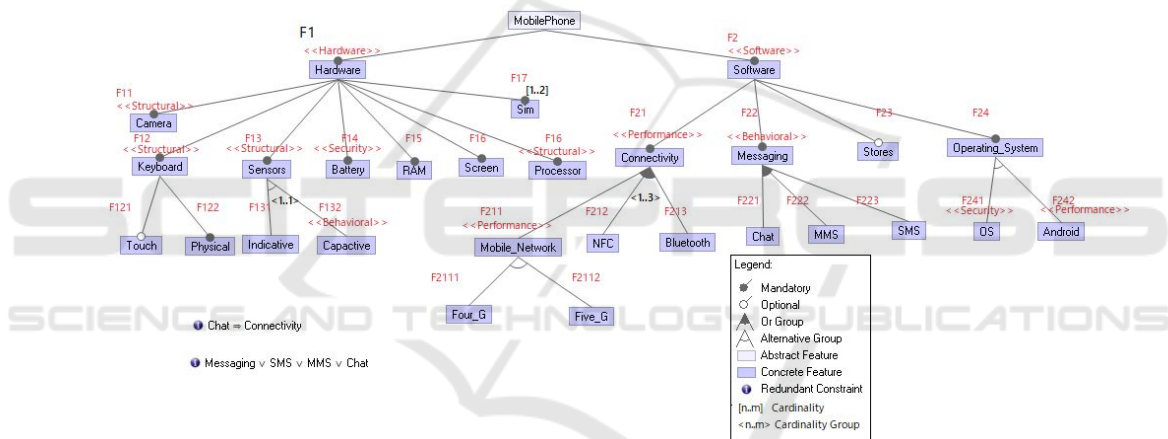 MobilePhone
F1
F2
<<Hardware>>
<<Software>>
Hardware
Software
F11
F17
[1..2]
<<Structural>>
Sim
Camera
F12
F13
F14
F15
F16
F16
<<Structural>>
<<Structural>>
<<Security>>
<<Structural>>
Keyboard
Sensors
Battery
RAM
Screen
Processor
F21
F22
F23
F24
<<Performance>>
<<Behavioral>>
Connectivity
Messaging
Stores
Operating_System
F121
F122
F131
<1..1>
F132
<<Behavioral>>
Touch
Physical
Indicative
Capactive
<1..3>
F211
F212
F213
<<Performance>>
Mobile_Network
NFC
Bluetooth
F221
F222
F223
Chat
MMS
SMS
F241
F242
<<Security>>
<<Performance>>
OS
Android
F2111
F2112
Four_G
Five_G
Chat ⇒ Connectivity
Messaging ∨ SMS ∨ MMS ∨ Chat
Legend:
Mandatory
Optional
Or Group
Alternative Group
Abstract Feature
Concrete Feature
Redundant Constraint
[n..m] Cardinality
<n..m> Cardinality Group
SCITEPRESS
SCIENCE AND TECHNOLOGY PUBLICATIONS